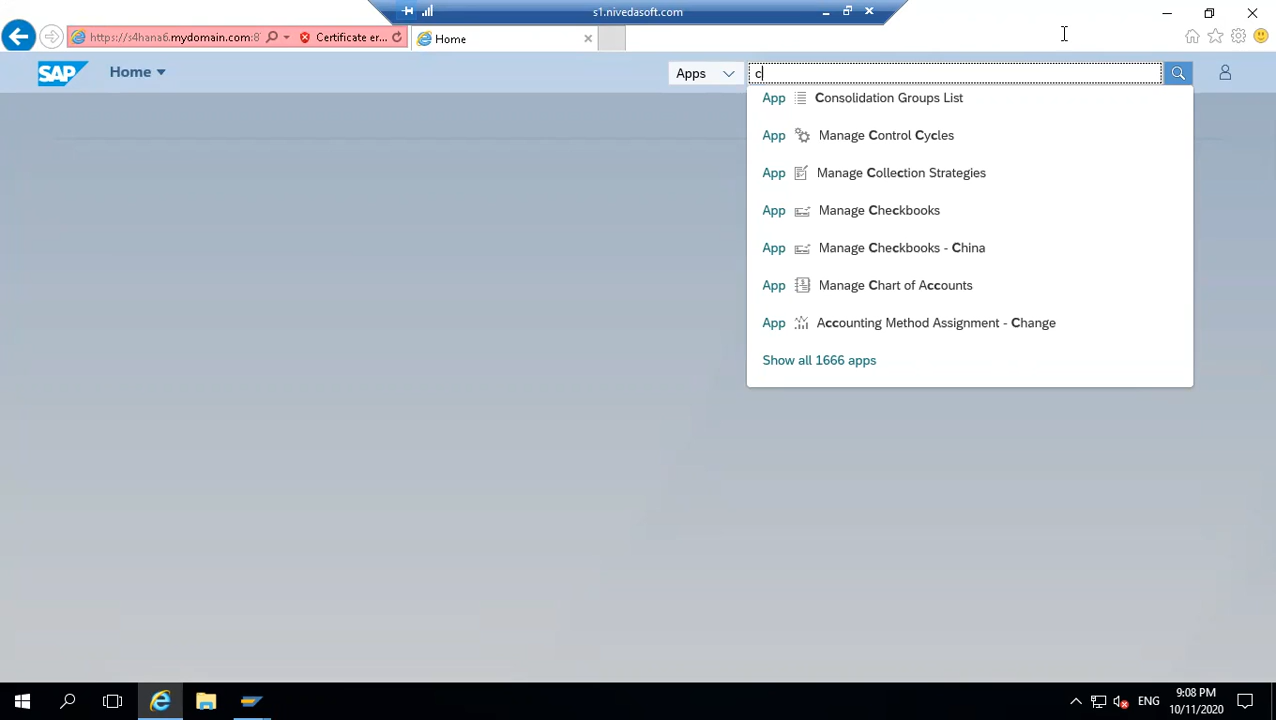 s1.nivedasoft.com
https://s4hana6.mydomain.com:8
Certificate er...
Home
SAP
Home
Apps
c
App Consolidation Groups List
App Manage Control Cycles
App Manage Collection Strategies
App Manage Checkbooks
App Manage Checkbooks - China
App Manage Chart of Accounts
App Accounting Method Assignment - Change
Show all 1666 apps
ENG
9:08 PM
10/11/2020